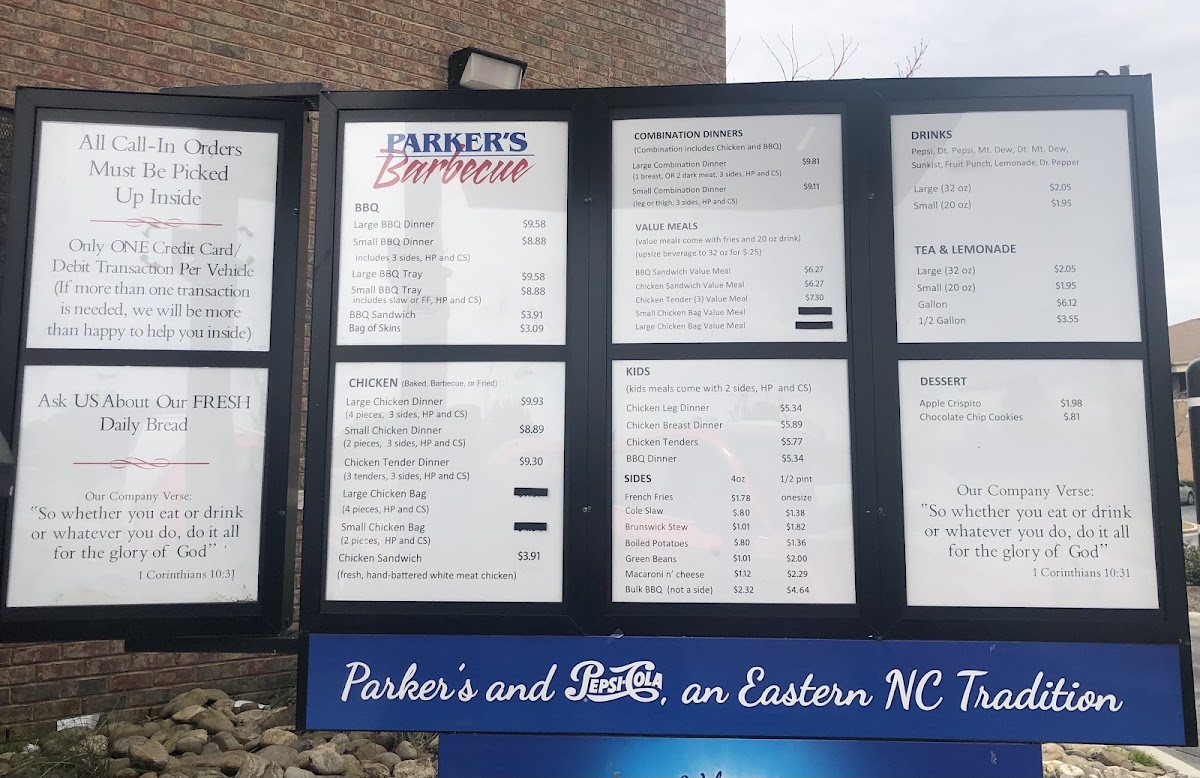 All Call-In Orders
Must Be Picked
Up Inside
Only ONE Credit Card/
Debit Transaction Per Vehicle
(If more than one transaction
is needed, we will be more
than happy to help you inside)
Ask US About Our FRESH
Daily Bread
Our Company Verse:
"So whether you eat or drink
or whatever you do, do it all
for the glory of God"
1 Corinthians 10:31
PARKER'S
Barbecue
BBQ
Large BBQ Dinner $9.58
Small BBQ Dinner $8.88
includes 3 sides, HP and CS)
Large BBQ Tray $9.58
Small BBQ Tray $8.88
includes slaw or FF, HP and CS)
BBQ Sandwich $3.91
Bag of Skins $3.09
CHICKEN (Baked, Barbecue, or Fried)
Large Chicken Dinner $9.93
(4 pieces, 3 sides, HP and CS)
Small Chicken Dinner $8.89
(2 pieces, 3 sides, HP and CS)
Chicken Tender Dinner $9.30
(3 tenders, 3 sides, HP and CS)
Large Chicken Bag
(4 pieces, HP and CS)
Small Chicken Bag
(2 pieces, HP and CS)
Chicken Sandwich $3.91
(fresh, hand-battered white meat chicken)
COMBINATION DINNERS
(Combination includes Chicken and BBQ)
Large Combination Dinner $9.81
(1 breast, OR 2 dark meat, 3 sides, HP and CS)
Small Combination Dinner $9.11
(leg or thigh, 3 sides, HP and CS)
VALUE MEALS
(value meals come with fries and 20 oz drink)
(upsize beverage to 32 oz for $.25)
BBQ Sandwich Value Meal $6.27
Chicken Sandwich Value Meal $6.27
Chicken Tender (3) Value Meal $7.30
Small Chicken Bag Value Meal
Large Chicken Bag Value Meal
KIDS
(kids meals come with 2 sides, HP and CS)
Chicken Leg Dinner $5.34
Chicken Breast Dinner $5.89
Chicken Tenders $5.77
BBQ Dinner $5.34
SIDES 4oz 1/2 pint
French Fries $1.78 onesize
Cole Slaw $.80 $1.38
Brunswick Stew $1.01 $1.82
Boiled Potatoes $.80 $1.36
Green Beans $1.01 $2.00
Macaroni n' cheese $1.12 $2.29
Bulk BBQ (not a side) $2.32 $4.64
DRINKS
Pepsi, Dt. Pepsi, Mt. Dew, Dt. Mt. Dew,
Sunkist, Fruit Punch, Lemonade, Dr. Pepper
Large (32 oz) $2.05
Small (20 oz) $1.95
TEA & LEMONADE
Large (32 oz) $2.05
Small (20 oz) $1.95
Gallon $6.12
1/2 Gallon $3.55
DESSERT
Apple Crispito $1.98
Chocolate Chip Cookies $.81
Our Company Verse:
"So whether you eat or drink
or whatever you do, do it all
for the glory of God"
1 Corinthians 10:31
Parker's and PEPSI-COLA, an Eastern NC Tradition